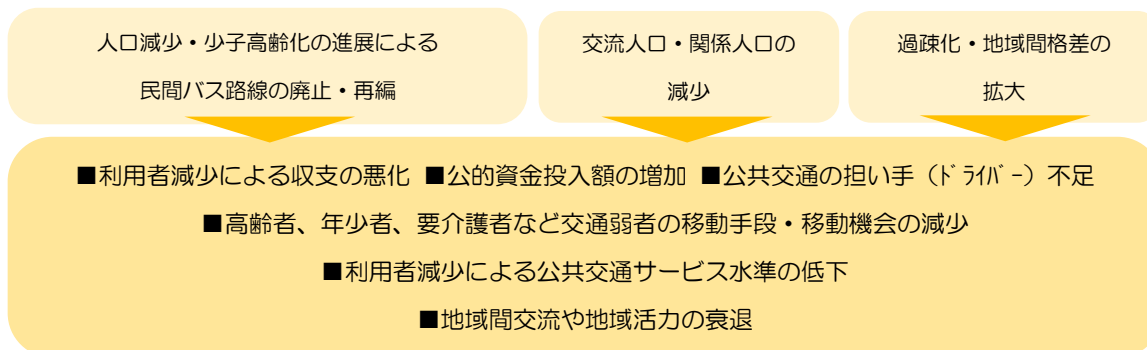 人口減少・少子高齢化の進展による
民間バス路線の廃止・再編
交流人口・関係人口の
減少
過疎化・地域間格差の
拡大
■利用者減少による収支の悪化 ■公的資金投入額の増加 ■公共交通の担い手（ﾄﾞﾗｲﾊﾞｰ）不足
■高齢者、年少者、要介護者など交通弱者の移動手段・移動機会の減少
■利用者減少による公共交通サービス水準の低下
■地域間交流や地域活力の衰退